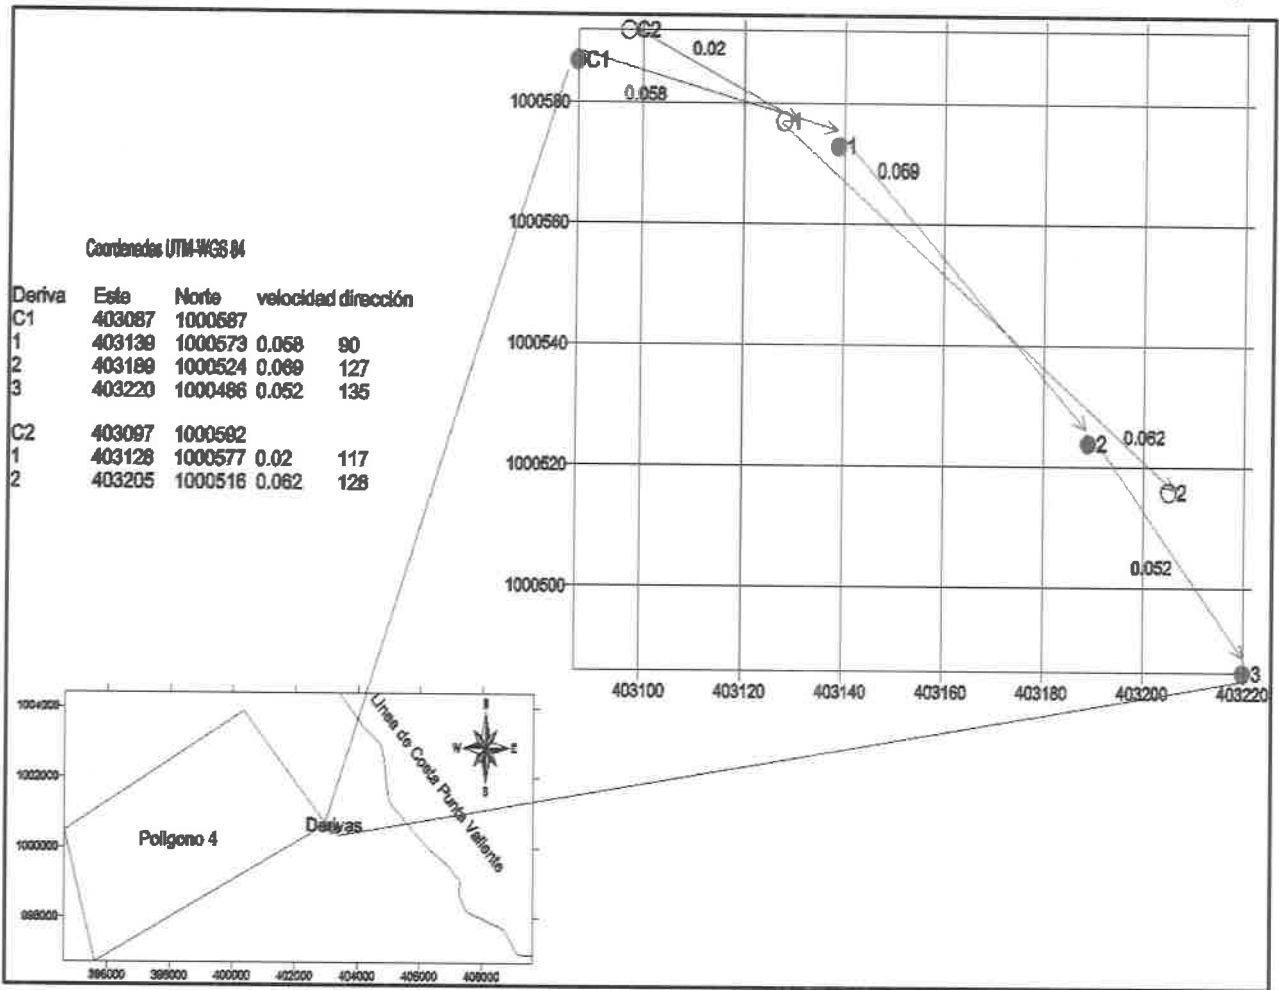 C2
0.02
C1
0.058
1000580
1
1
0.069
1000560
Coordenadas UTM-WGS 84
Deriva Este Norte velocidad dirección
C1 403087 1000587
1 403139 1000573 0.058 90
2 403189 1000524 0.069 127
3 403220 1000486 0.052 135
C2 403097 1000592
1 403128 1000577 0.02 117
2 403205 1000516 0.062 128
1000540
2
0.062
1000520
2
0.052
1000500
3
403100 403120 403140 403160 403180 403200 403220
1004000
1002000
1000000
998000
Linea de Costa Punta Valiente
N
W E
S
Derivas
Poligono 4
396000 398000 400000 402000 404000 406000 408000